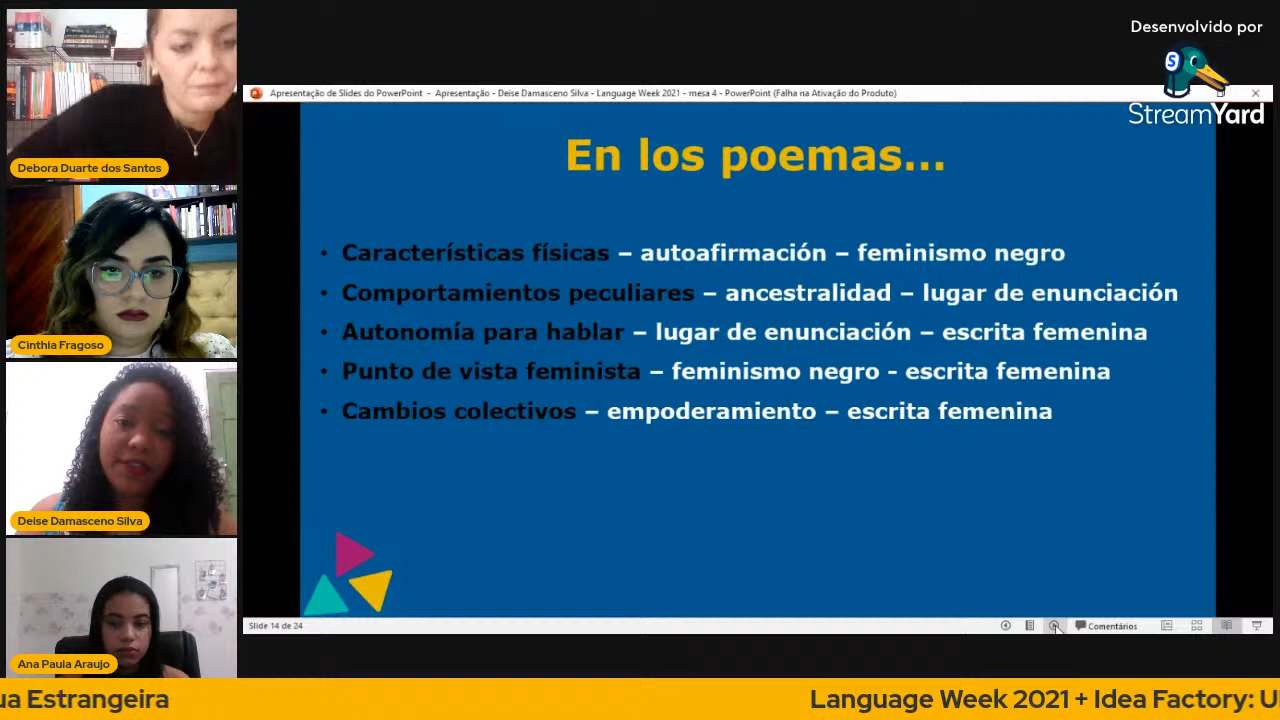 Desenvolvido por
StreamYard
Apresentação de Slides do PowerPoint - Apresentação - Deise Damasceno Silva - Language Week 2021 - mesa 4 - PowerPoint (Falha na Ativação do Produto)
En los poemas...
• Características físicas – autoafirmación – feminismo negro
• Comportamientos peculiares – ancestralidad – lugar de enunciación
• Autonomía para hablar – lugar de enunciación – escrita femenina
• Punto de vista feminista – feminismo negro - escrita femenina
• Cambios colectivos – empoderamiento – escrita femenina
Slide 14 de 24
Comentários
Debora Duarte dos Santos
Cinthia Fragoso
Deise Damasceno Silva
Ana Paula Araujo
ua Estrangeira
Language Week 2021 + Idea Factory: U